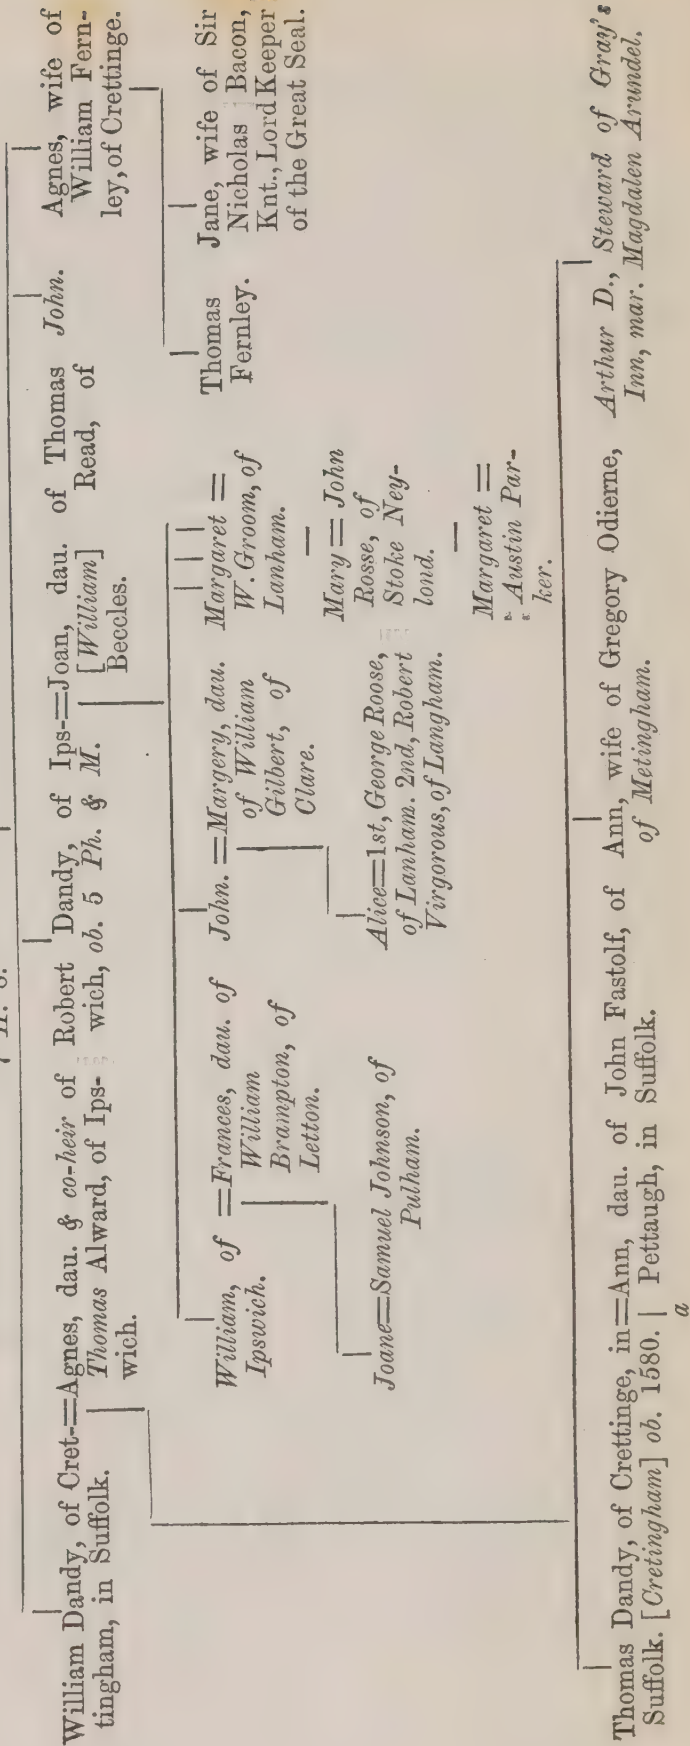 William Dandy, of Cret-=Agnes, dau. & co-heir of
tingham, in Suffolk.
Thomas Alward, of Ips-
wich.
Robert Dandy, of Ips-=Joan, dau. of Thomas
wich, ob. 5 Ph. & M.
[William] Read, of
Beccles.
John.
Agnes, wife of
William Fern-
ley, of Crettinge.
William, of =Frances, dau. of
Ipswich.
William
Brampton, of
Letton.
John. =Margery, dau.
of William
Gilbert, of
Clare.
Margaret =
W. Groom, of
Lanham.
—
Mary = John
Rosse, of
Stoke Ney-
lond.
—
Margaret =
Austin Par-
ker.
Thomas
Fernley.
Jane, wife of Sir
Nicholas Bacon,
Knt., Lord Keeper
of the Great Seal.
Joane=Samuel Johnson, of
Pulham.
Alice=1st, George Roose,
of Lanham. 2nd, Robert
Virgorous, of Langham.
Thomas Dandy, of Crettinge, in=Ann, dau. of John Fastolf, of
Suffolk. [Cretingham] ob. 1580. | Pettaugh, in Suffolk.
a
Ann, wife of Gregory Odierne,
of Metingham.
Arthur D., Steward of Gray's
Inn, mar. Magdalen Arundel.